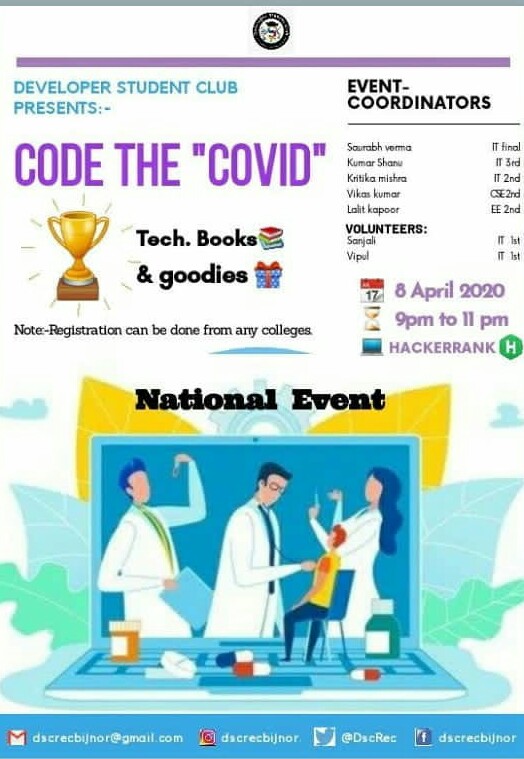 DEVELOPER STUDENT CLUB
PRESENTS:-
CODE THE "COVID"
Tech. Books
& goodies
Note:-Registration can be done from any colleges.
EVENT-
COORDINATORS
Saurabh verma IT final
Kumar Shanu IT 3rd
Kritika mishra IT 2nd
Vikas kumar CSE2nd
Lalit kapoor EE 2nd
VOLUNTEERS:
Sanjali IT 1st
Vipul IT 1st
17 8 April 2020
9pm to 11 pm
HACKERRANK H
National Event
dscrecbijnor@gmail.com dscrecbijnor @DscRec dscrecbijnor